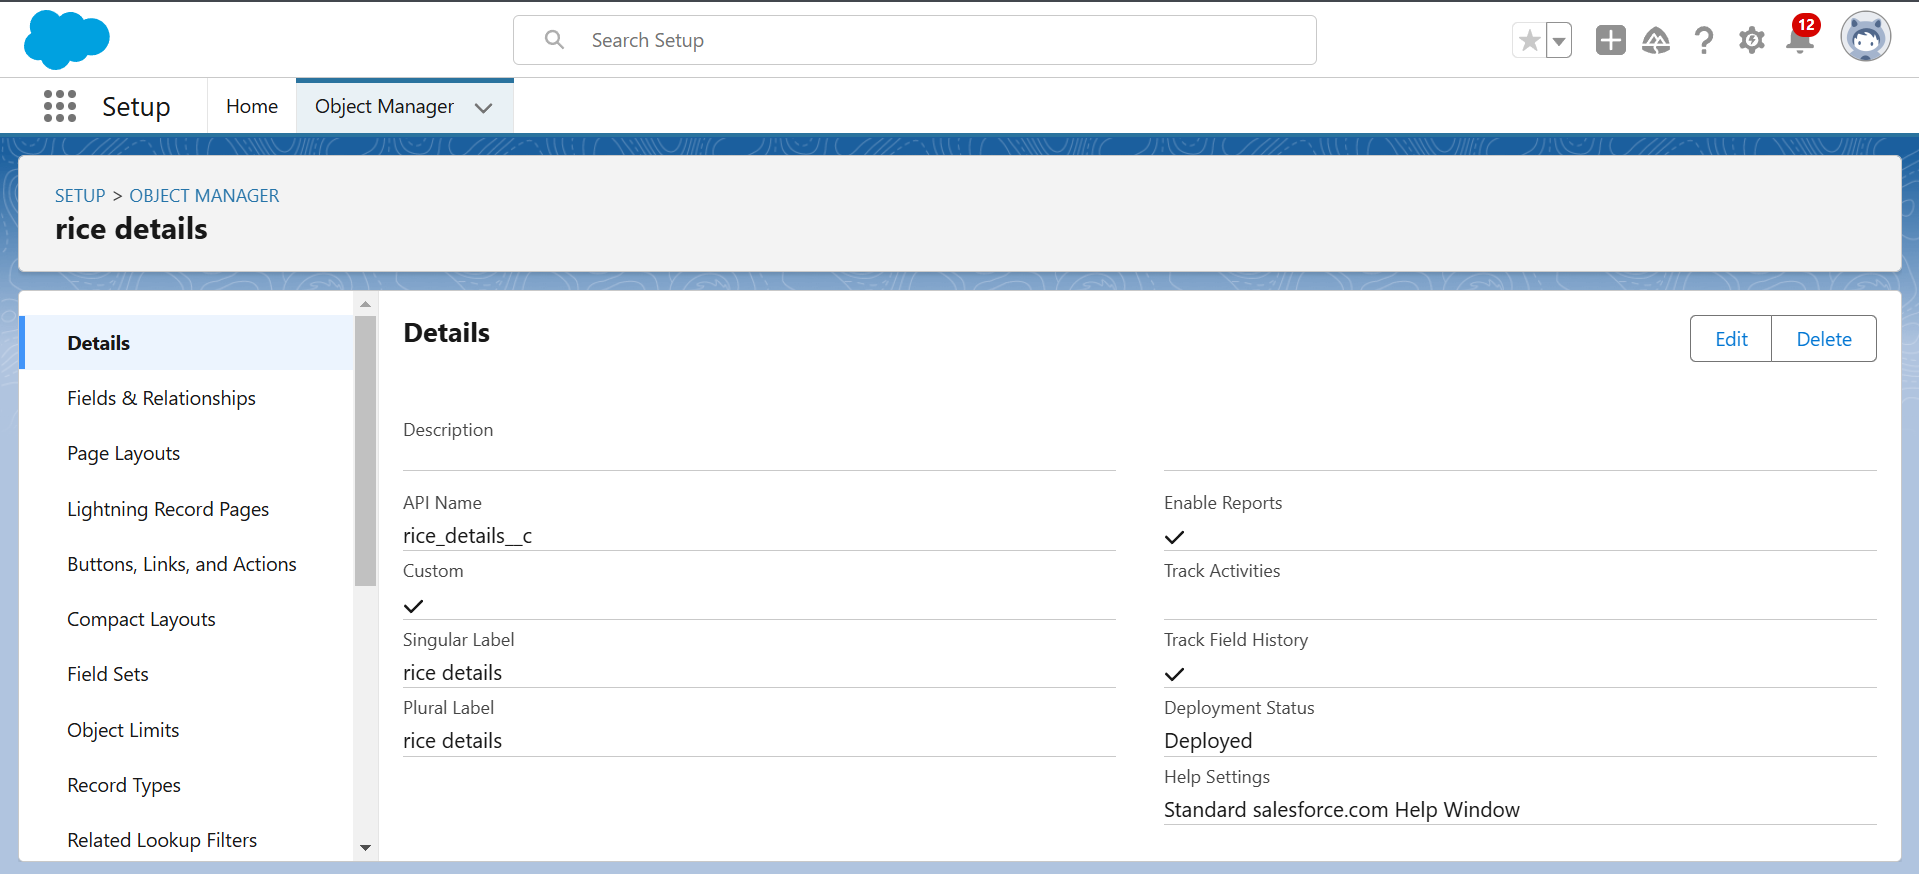 Search Setup
12
Setup
Home
Object Manager
SETUP > OBJECT MANAGER
rice details
Details
Fields & Relationships
Page Layouts
Lightning Record Pages
Buttons, Links, and Actions
Compact Layouts
Field Sets
Object Limits
Record Types
Related Lookup Filters
Details
Edit
Delete
Description
API Name
rice_details__c
Custom
Singular Label
rice details
Plural Label
rice details
Enable Reports
Track Activities
Track Field History
Deployment Status
Deployed
Help Settings
Standard salesforce.com Help Window